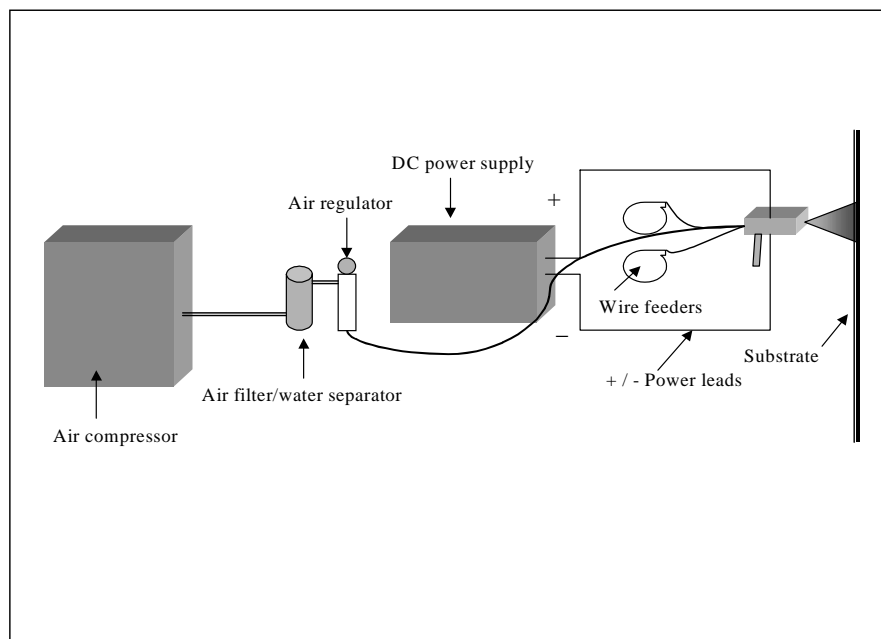 DC power supply
+
Air regulator
Wire feeders
–
Substrate
+ / - Power leads
Air filter/water separator
Air compressor